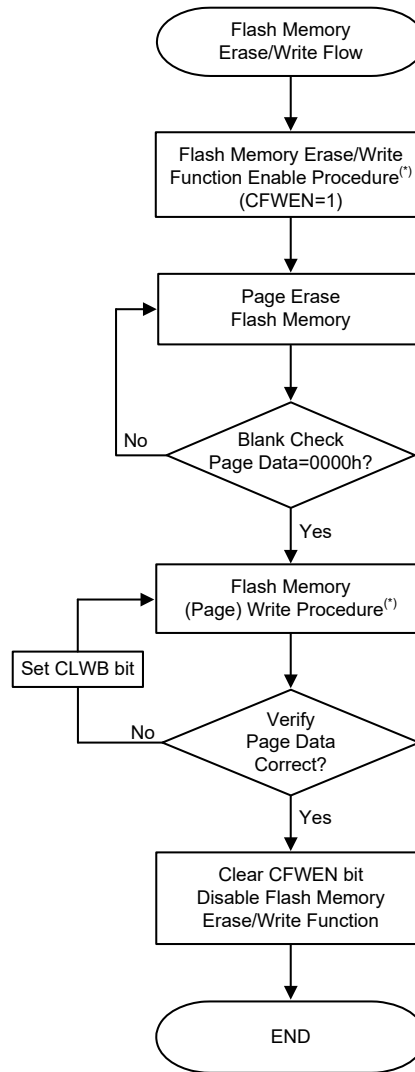 Flash Memory
Erase/Write Flow
Flash Memory Erase/Write
Function Enable Procedure(*)
(CFWEN=1)
Page Erase
Flash Memory
No
Blank Check
Page Data=0000h?
Yes
Flash Memory
(Page) Write Procedure(*)
Set CLWB bit
No
Verify
Page Data
Correct?
Yes
Clear CFWEN bit
Disable Flash Memory
Erase/Write Function
END